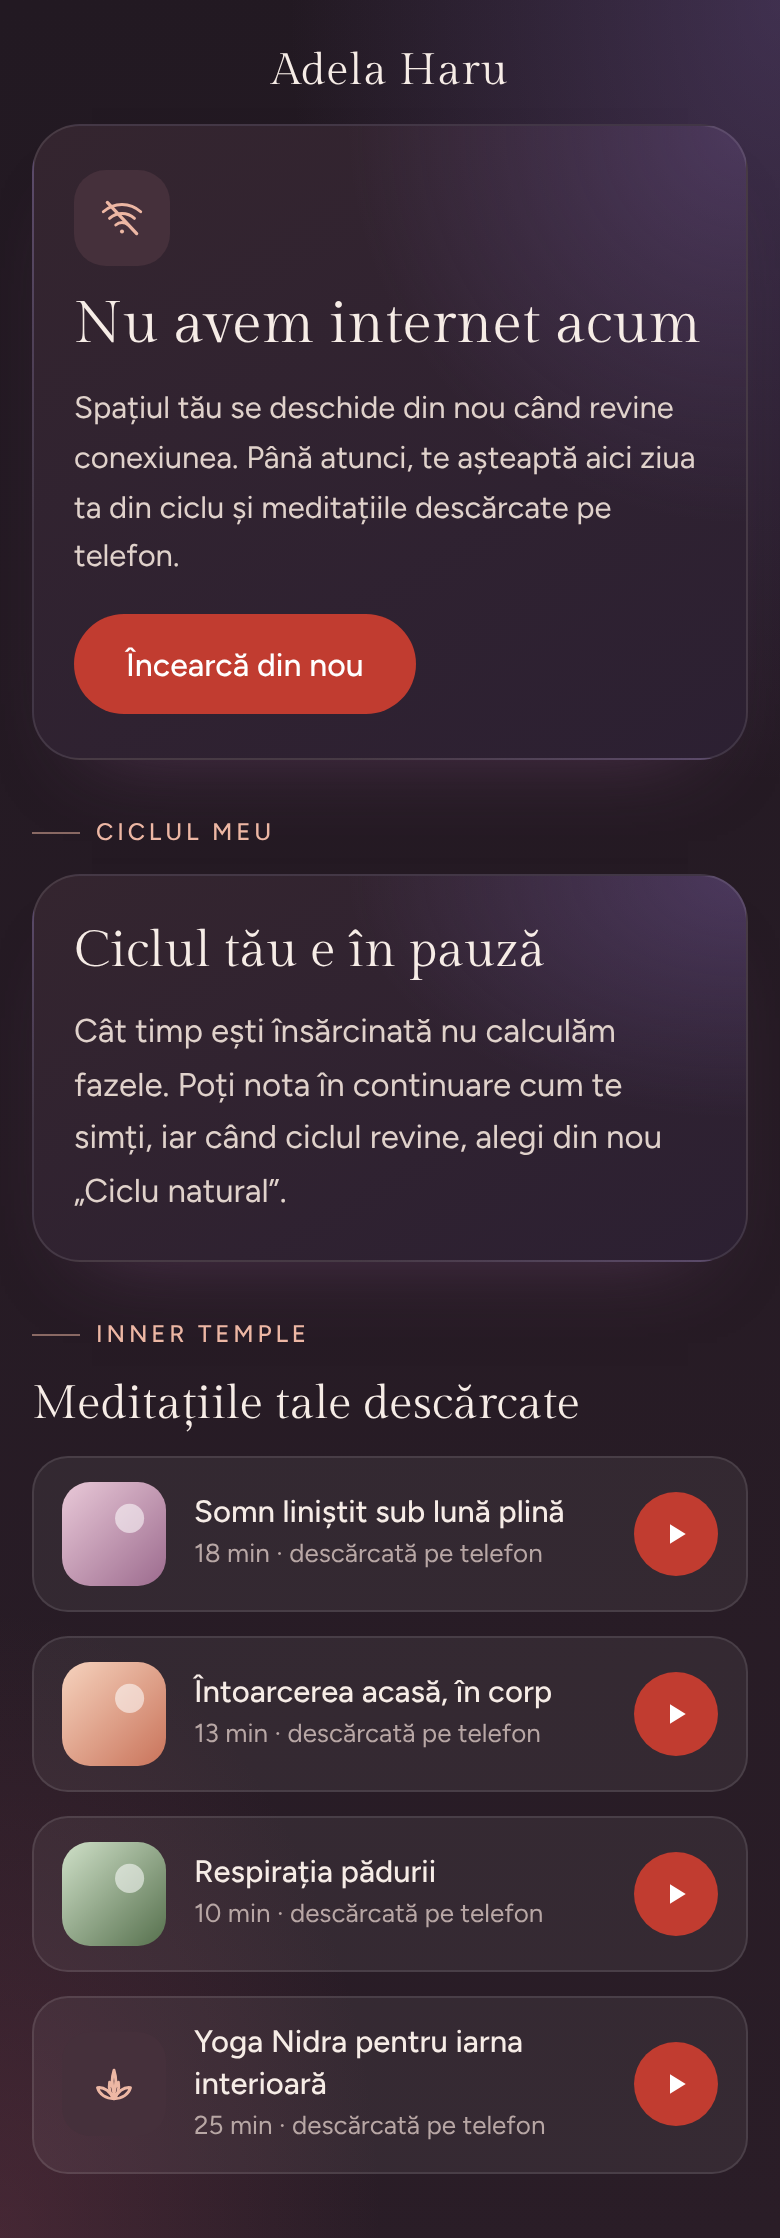 Adela Haru
Nu avem internet acum
Spațiul tău se deschide din nou când revine
conexiunea. Până atunci, te așteaptă aici ziua
ta din ciclu și meditațiile descărcate pe
telefon.
Încearcă din nou
CICLUL MEU
Ciclul tău e în pauză
Cât timp ești însărcinată nu calculăm
fazele. Poți nota în continuare cum te
simți, iar când ciclul revine, alegi din nou
„Ciclu natural”.
INNER TEMPLE
Meditațiile tale descărcate
Somn liniștit sub lună plină
18 min · descărcată pe telefon
Întoarcerea acasă, în corp
13 min · descărcată pe telefon
Respirația pădurii
10 min · descărcată pe telefon
Yoga Nidra pentru iarna
interioară
25 min · descărcată pe telefon